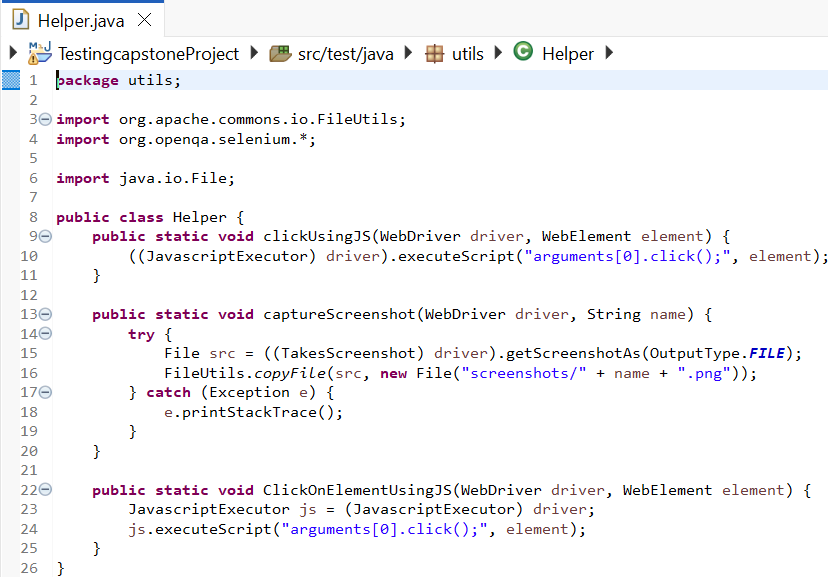 Helper.java
TestingcapstoneProject src/test/java utils Helper
1 package utils;
2
3 import org.apache.commons.io.FileUtils;
4 import org.openqa.selenium.*;
5
6 import java.io.File;
7
8 public class Helper {
9     public static void clickUsingJS(WebDriver driver, WebElement element) {
10         ((JavascriptExecutor) driver).executeScript("arguments[0].click();", element);
11     }
12
13     public static void captureScreenshot(WebDriver driver, String name) {
14         try {
15             File src = ((TakesScreenshot) driver).getScreenshotAs(OutputType.FILE);
16             FileUtils.copyFile(src, new File("screenshots/" + name + ".png"));
17         } catch (Exception e) {
18             e.printStackTrace();
19         }
20     }
21
22     public static void ClickOnElementUsingJS(WebDriver driver, WebElement element) {
23         JavascriptExecutor js = (JavascriptExecutor) driver;
24         js.executeScript("arguments[0].click();", element);
25     }
26 }